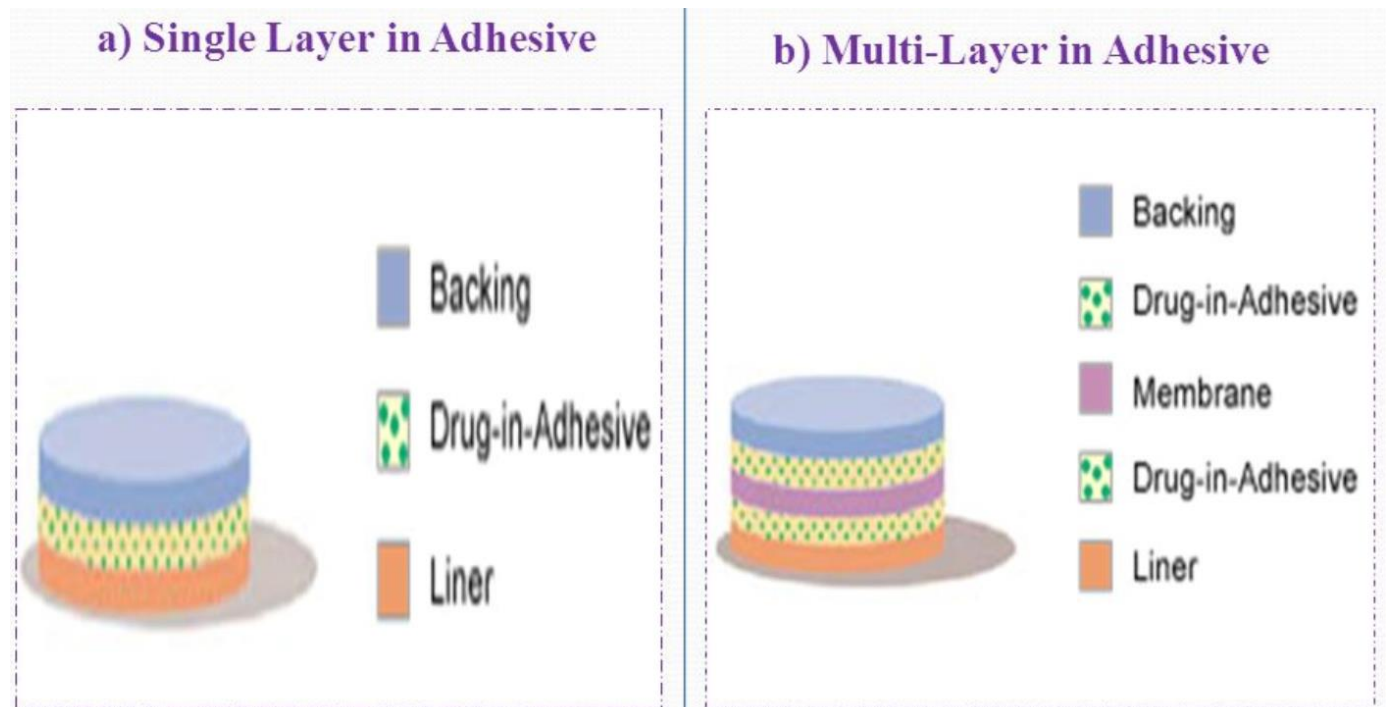 a) Single Layer in Adhesive
Backing
Drug-in-Adhesive
Liner
b) Multi-Layer in Adhesive
Backing
Drug-in-Adhesive
Membrane
Drug-in-Adhesive
Liner